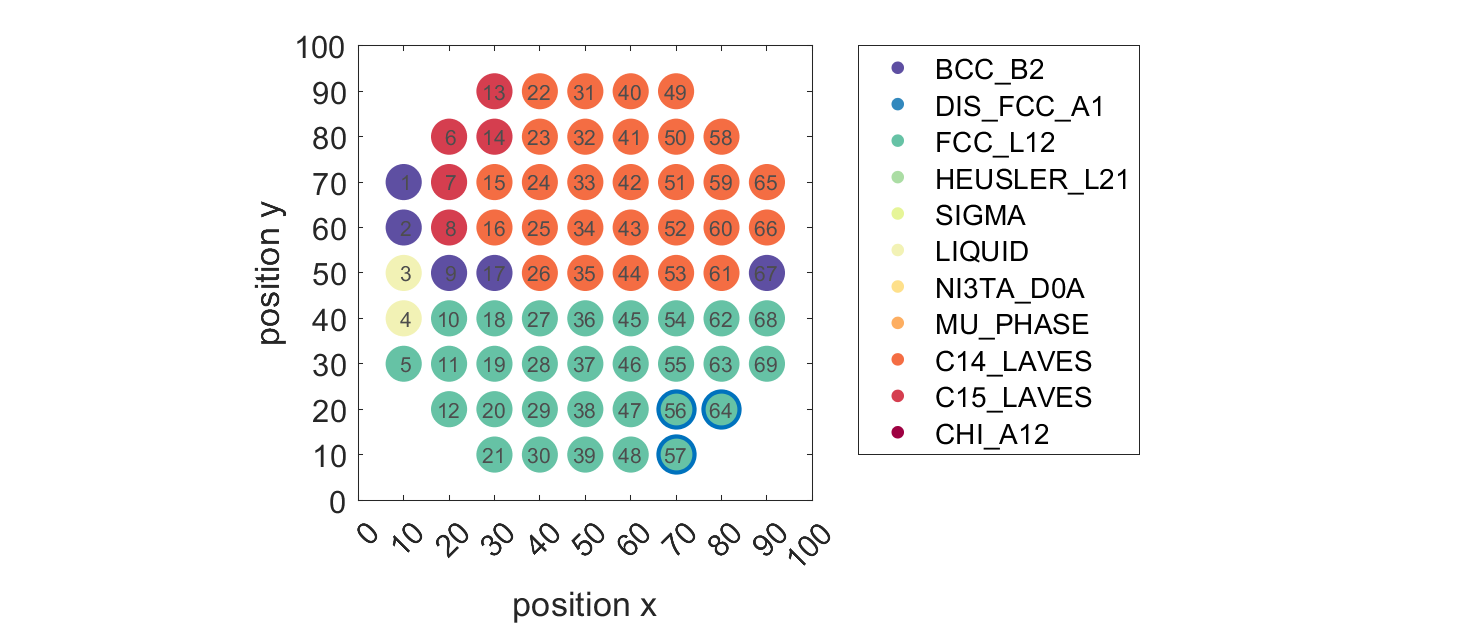 100
90 13 22 31 40 49
80 6 14 23 32 41 50 58
70 1 7 15 24 33 42 51 59 65
60 2 8 16 25 34 43 52 60 66
50 3 9 17 26 35 44 53 61 67
40 4 10 18 27 36 45 54 62 68
30 5 11 19 28 37 46 55 63 69
20 12 20 29 38 47 56 64
10 21 30 39 48 57
0
position y
0 10 20 30 40 50 60 70 80 90 100
position x
BCC_B2
DIS_FCC_A1
FCC_L12
HEUSLER_L21
SIGMA
LIQUID
NI3TA_D0A
MU_PHASE
C14_LAVES
C15_LAVES
CHI_A12